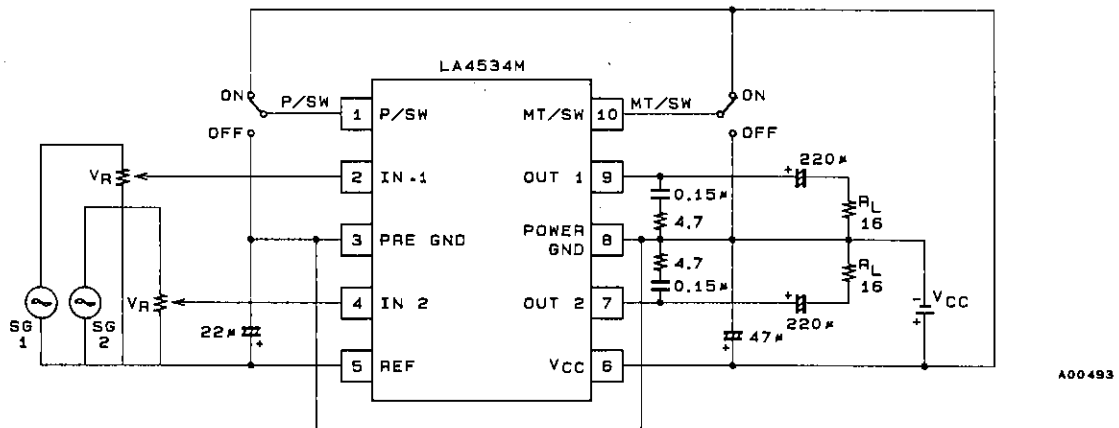 LA4534M
ON
P/SW
OFF
1 P/SW
MT/SW 10
MT/SW
ON
OFF
VR
2 IN.1
OUT 1 9
+ 220μ
0.15μ
4.7
RL
16
3 PRE GND
POWER GND 8
4.7
0.15μ
RL
16
VR
4 IN 2
OUT 2 7
+ 220μ
- VCC
+
SG 1
SG 2
22μ
+
47μ
+
5 REF
VCC 6
A00493